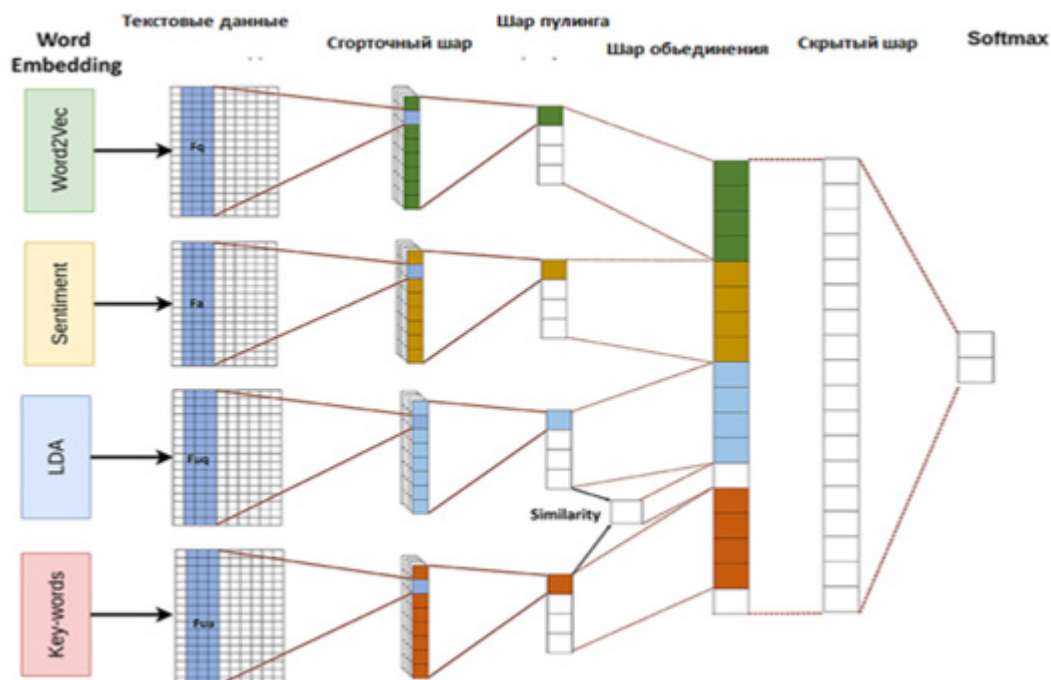 Текстовые данные
Шар пулинга
Word
Embedding
Сгорточный шар
Шар обьединения
Скрытый шар
Softmax
Word2Vec
Fq
Sentiment
Fa
LDA
Fuq
Similarity
Key-words
Fua